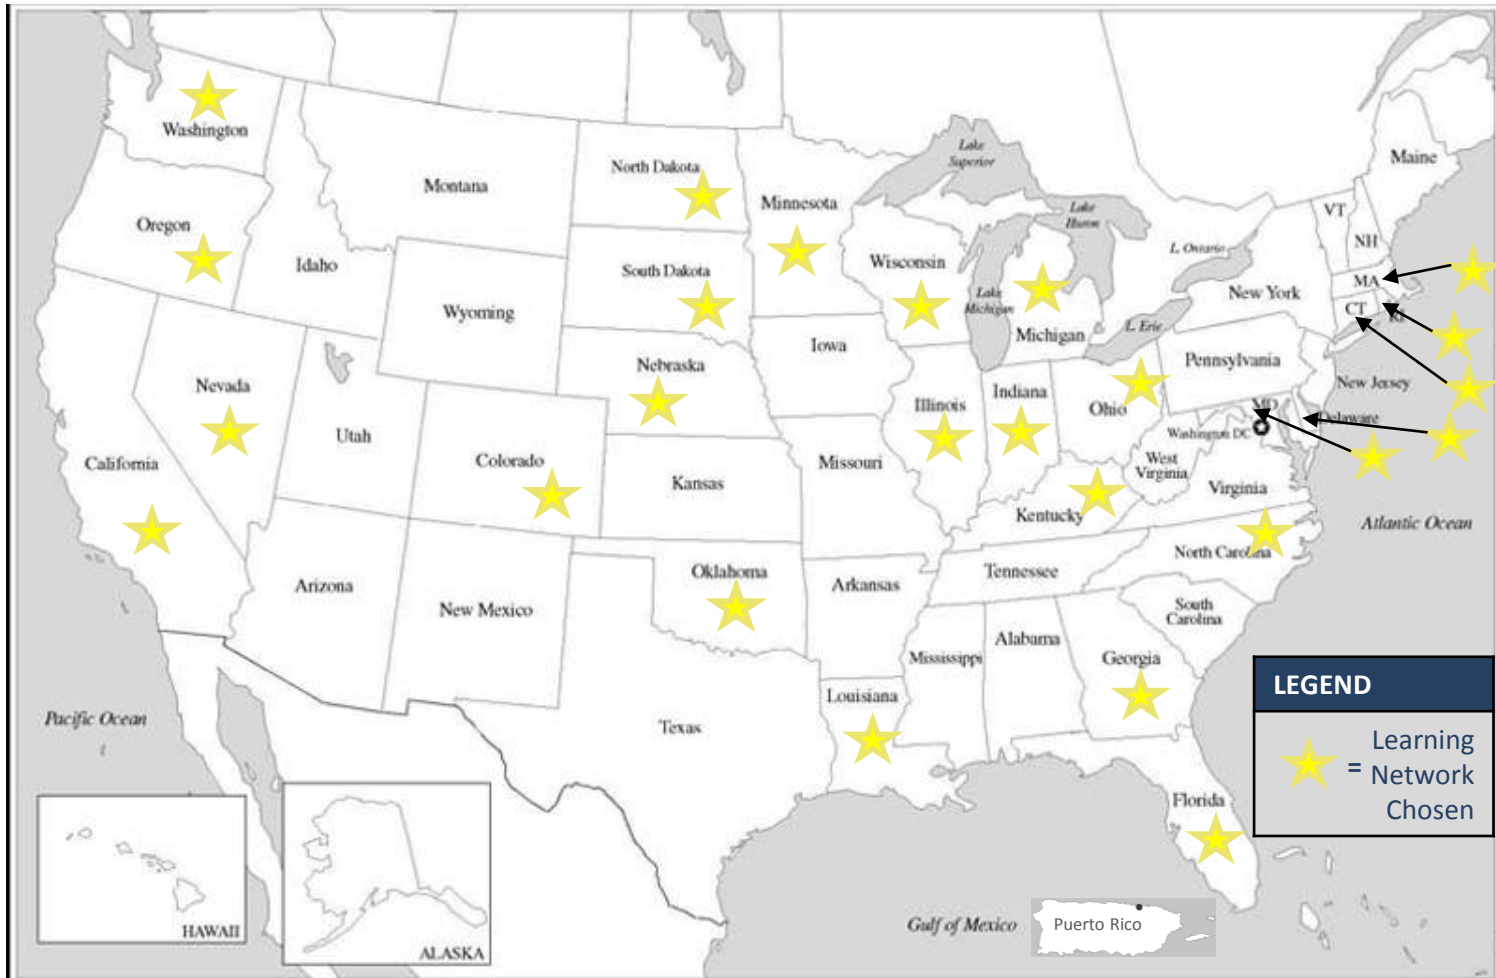 Washington
Montana
North Dakota
Minnesota
Lake
Superior
Maine
Oregon
Idaho
South Dakota
Wisconsin
Lake
Huron
L. Ontario
VT
NH
MA
Wyoming
Lake
Michigan
Michigan
L. Erie
New York
CT
RI
Nevada
Nebraska
Iowa
Illinois
Indiana
Ohio
Pennsylvania
New Jersey
MD
Delaware
Washington DC
California
Utah
Colorado
Kansas
Missouri
Kentucky
West
Virginia
Virginia
Atlantic Ocean
Arizona
New Mexico
Oklahoma
Arkansas
Tennessee
North Carolina
South
Carolina
Mississippi
Alabama
Georgia
Pacific Ocean
Texas
Louisiana
Florida
LEGEND
= Learning
Network
Chosen
HAWAII
ALASKA
Gulf of Mexico
Puerto Rico